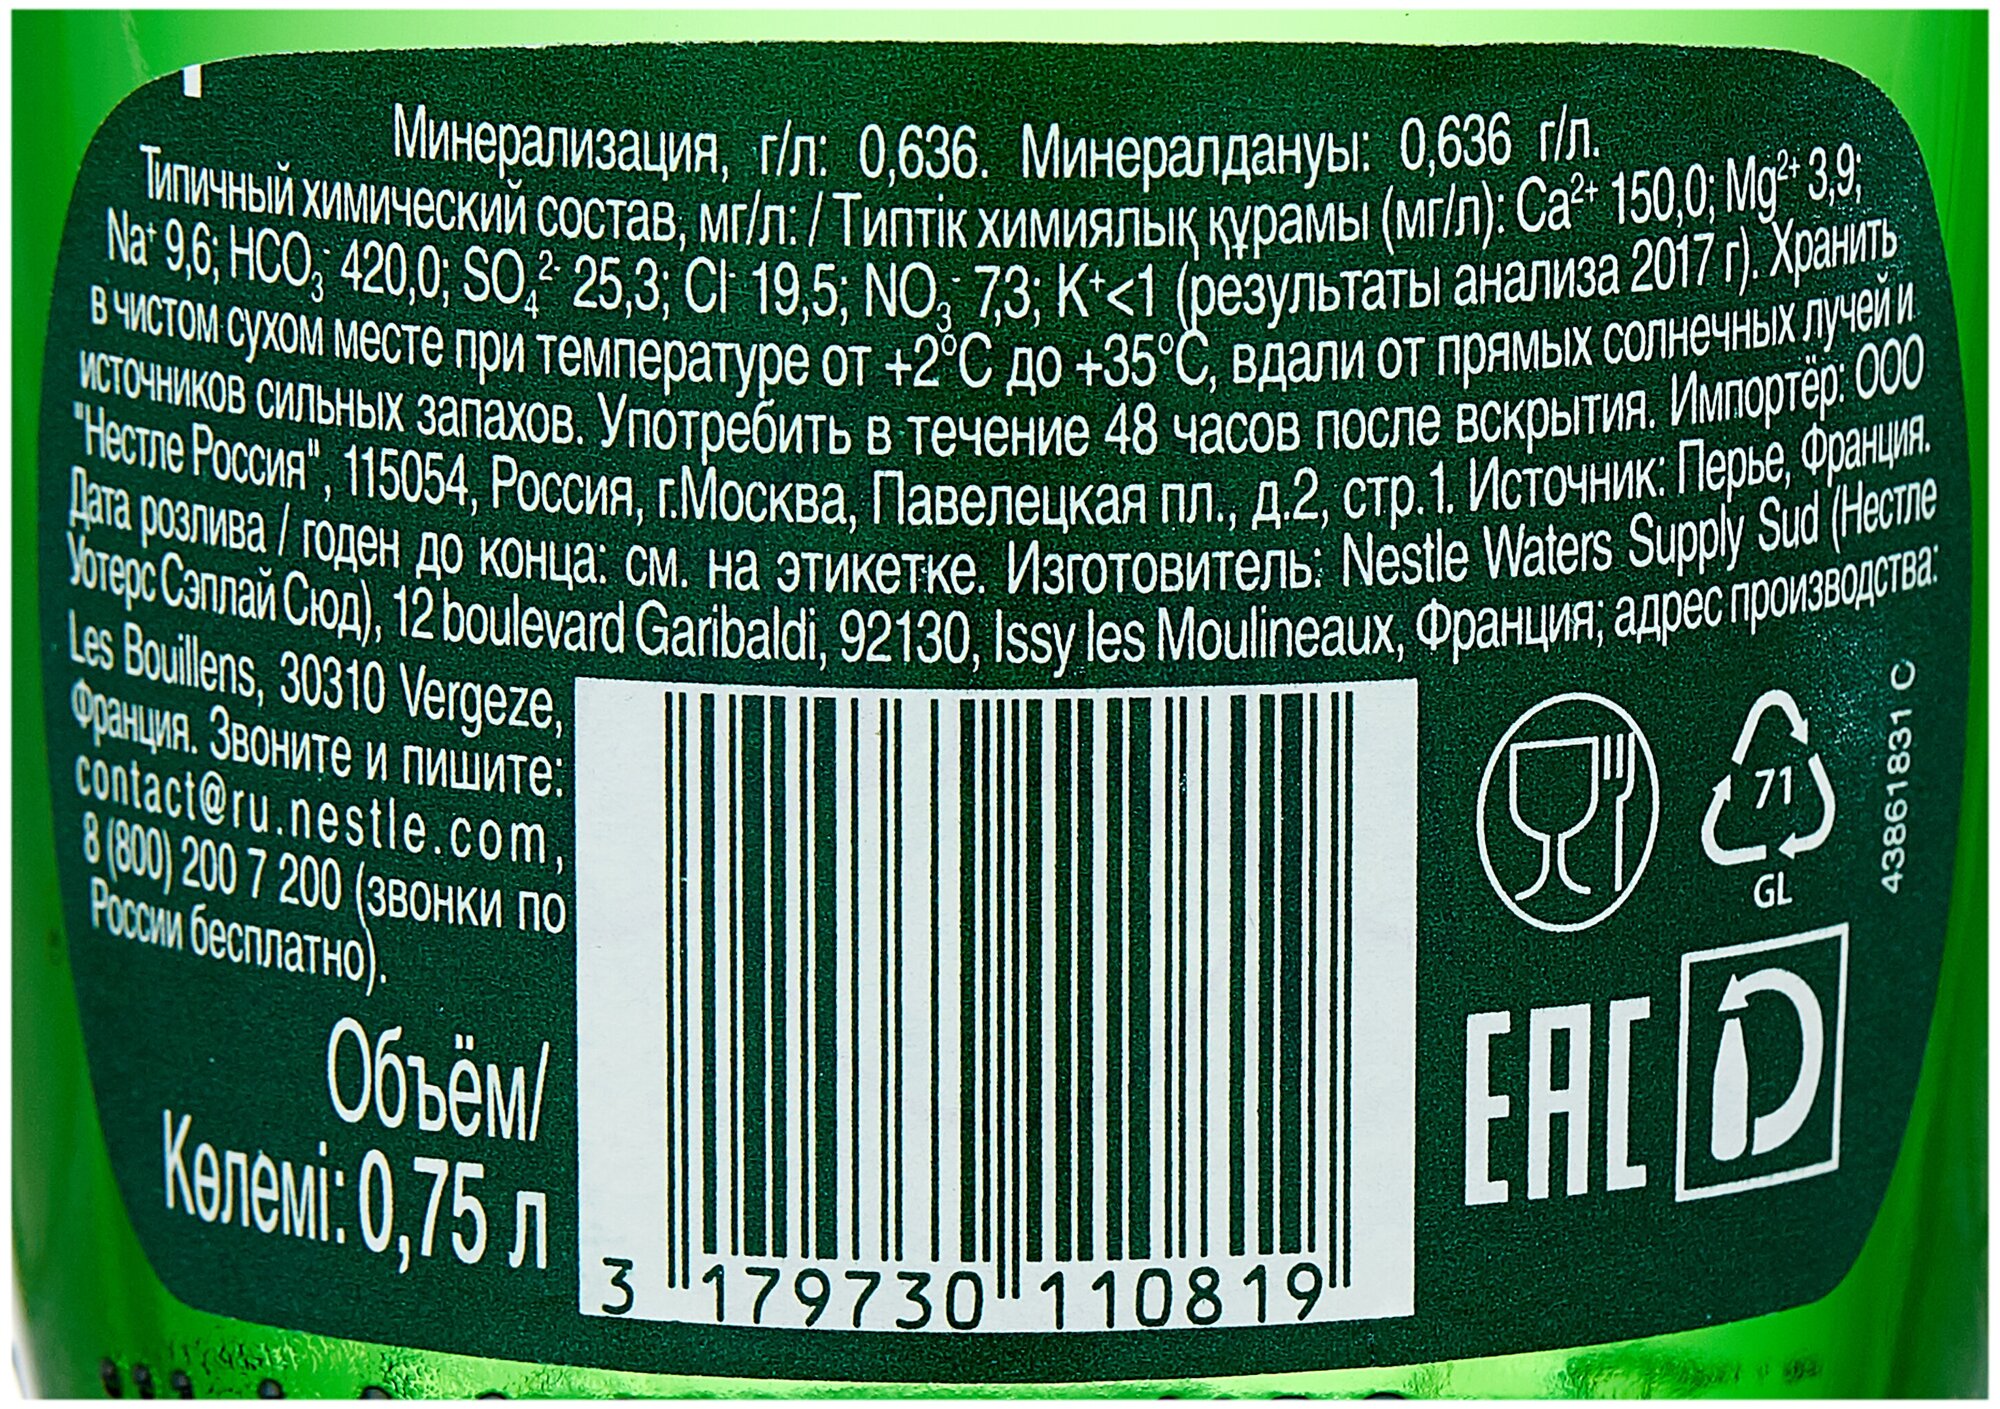 Минерализация, г/л: 0,636. Минералдануы: 0,636 г/л.
Типичный химический состав, мг/л: / Типтік химиялық құрамы (мг/л): Ca²⁺ 150,0; Mg²⁺ 3,9;
Na⁺ 9,6; HCO₃⁻ 420,0; SO₄²⁻ 25,3; Cl⁻ 19,5; NO₃⁻ 7,3; K⁺<1 (результаты анализа 2017 г). Хранить
в чистом сухом месте при температуре от +2°C до +35°C, вдали от прямых солнечных лучей и
источников сильных запахов. Употребить в течение 48 часов после вскрытия. Импортёр: ООО
"Нестле Россия", 115054, Россия, г.Москва, Павелецкая пл., д.2, стр.1. Источник: Перье, Франция.
Дата розлива / годен до конца: см. на этикетке. Изготовитель: Nestle Waters Supply Sud (Нестле
Уотерс Сэплай Сюд), 12 boulevard Garibaldi, 92130, Issy les Moulineaux, Франция; адрес производства:
Les Bouillens, 30310 Vergeze,
Франция. Звоните и пишите:
contact@ru.nestle.com,
8 (800) 200 7 200 (звонки по
России бесплатно).
Объём/
Көлемі: 0,75 л
3 179730 110819
71
GL
43861831 C
EAC